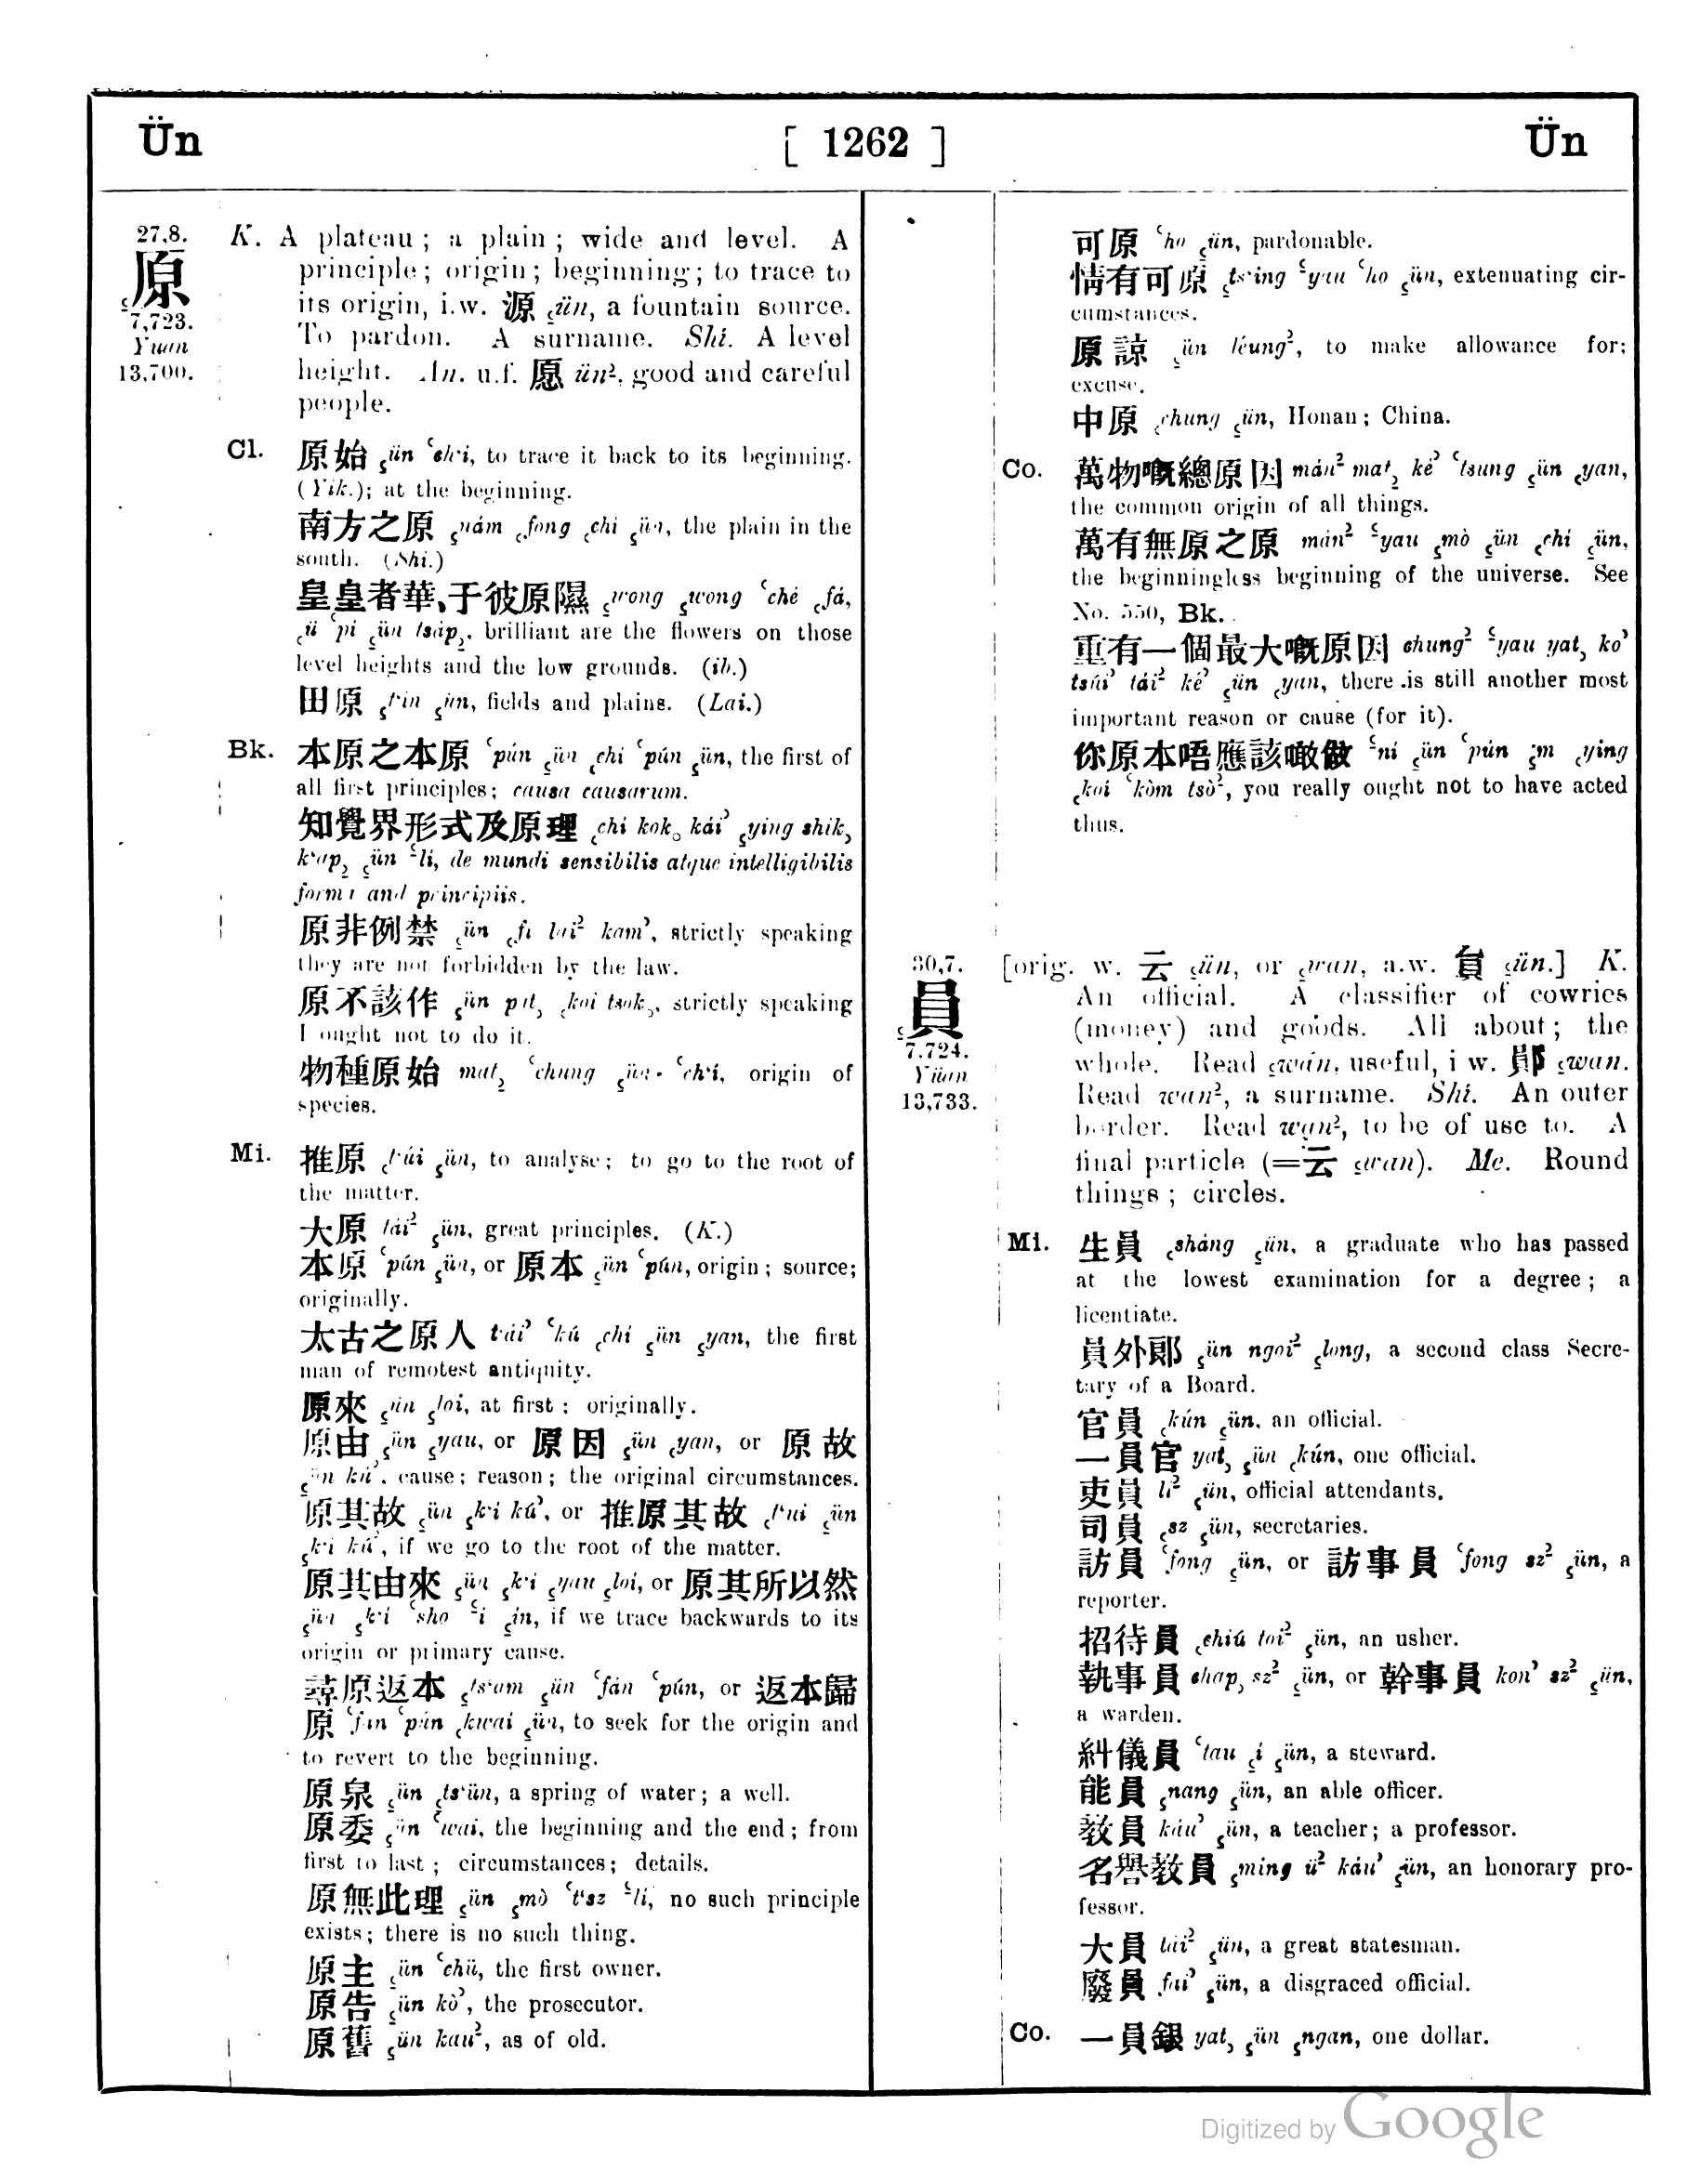 Ün [ 1262 ] Ün
27,8.
原
7,723.
Yuan
13,700.
K. A plateau; a plain; wide and level. A
principle; origin; beginning; to trace to
its origin, i.w. 源 ꜁ün, a fountain source.
To pardon. A surname. Shi. A level
height. An. u.f. 愿 ün², good and careful
people.
Cl. 原始 ꜁ün ꜂ch‘i, to trace it back to its beginning.
(Yik.); at the beginning.
南方之原 ꜁nám ꜀fong ꜀chi ꜁ün, the plain in the
south. (Shi.)
皇皇者華、于彼原隰 ꜁wong ꜁wong ꜂ché ꜀fá,
꜀ü ꜂pí ꜁ün tsáp꜇, brilliant are the flowers on those
level heights and the low grounds. (ib.)
田原 ꜁t‘in ꜁ün, fields and plains. (Lai.)
Bk. 本原之本原 ꜂pún ꜁ün ꜀chí ꜂pún ꜁ün, the first of
all first principles; causa causarum.
知覺界形式及原理 ꜀chí kok꜆ kái꜄ ꜁ying shik꜇
k‘ap꜇ ꜁ün ꜃lí, de mundi sensibilis atque intelligibilis
forma and principiis.
原非例禁 ꜁ün ꜀fi lai² kam꜄, strictly speaking
they are not forbidden by the law.
原不該作 ꜁ün pat꜆ ꜀koi tsok꜆, strictly speaking
I ought not to do it.
物種原始 mat꜇ ꜂chung ꜁ün ꜂ch‘í, origin of
species.
Mi. 推原 ꜀t‘úi ꜁ün, to analyse; to go to the root of
the matter.
大原 tái² ꜁ün, great principles. (K.)
本原 ꜂pún ꜁ün, or 原本 ꜁ün ꜂pún, origin; source;
originally.
太古之原人 t‘ái꜄ ꜂kú ꜀chí ꜁ün ꜁yan, the first
man of remotest antiquity.
原來 ꜁ün ꜁loi, at first; originally.
原由 ꜁ün ꜁yau, or 原因 ꜁ün ꜀yan, or 原故
꜁ün kú꜄, cause; reason; the original circumstances.
原其故 ꜁ün ꜁k‘i kú꜄, or 推原其故 ꜀t‘ui ꜁ün
꜁k‘i kú꜄, if we go to the root of the matter.
原其由來 ꜁ün ꜁k‘i ꜁yau ꜁loi, or 原其所以然
꜁ün ꜁k‘i ꜂sho ꜃i ꜁ín, if we trace backwards to its
origin or primary cause.
尋原返本 ꜁ts‘am ꜁ün ꜂fán ꜂pún, or 返本歸
原 ꜂fán ꜂pún ꜀kwai ꜁ün, to seek for the origin and
to revert to the beginning.
原泉 ꜁ün ꜁ts‘ün, a spring of water; a well.
原委 ꜁ün ꜂wai, the beginning and the end; from
first to last; circumstances; details.
原無此理 ꜁ün ꜁mò ꜂t‘sz ꜃lí, no such principle
exists; there is no such thing.
原主 ꜁ün ꜂chü, the first owner.
原告 ꜁ün kò꜄, the prosecutor.
原舊 ꜁ün kau², as of old.
可原 ꜂ho ꜁ün, pardonable.
情有可原 ꜁ts‘ing ꜃yau ꜂ho ꜁ün, extenuating cir-
cumstances.
原諒 ꜁ün léung², to make allowance for;
excuse.
中原 ꜀chung ꜁ün, Honan; China.
Co. 萬物嘅總原因 mán² mat꜇ ké꜄ ꜂tsung ꜁ün ꜀yan,
the common origin of all things.
萬有無原之原 mán² ꜃yau ꜁mò ꜁ün ꜀chí ꜁ün,
the beginningless beginning of the universe. See
No. 550, Bk.
重有一個最大嘅原因 chung² ꜃yau yat꜆ ko꜄
tsúi꜄ tái² ké꜄ ꜁ün ꜀yan, there is still another most
important reason or cause (for it).
你原本唔應該噉做 ꜃ní ꜁ün ꜂pún ꜁m ꜀ying
꜀koi ꜂kòm tsò², you really ought not to have acted
thus.
30,7.
員
7.724.
Yüan
13,733.
[orig. w. 云 ꜁ün, or ꜁wan, a.w. 貟 ꜁ün.] K.
An official. A classifier of cowries
(money) and goods. All about; the
whole. Read ꜁wán, useful, i w. 鄖 ꜁wan.
Read wan², a surname. Shi. An outer
border. Read wan², to be of use to. A
final particle (=云 ꜁wan). Me. Round
things; circles.
Mi. 生員 ꜀sháng ꜁ün, a graduate who has passed
at the lowest examination for a degree; a
licentiate.
員外郞 ꜁ün ngoi² ꜁long, a second class Secre-
tary of a Board.
官員 ꜀kún ꜁ün, an official.
一員官 yat꜆ ꜁ün ꜀kún, one official.
吏員 li² ꜁ün, official attendants.
司員 ꜀sz ꜁ün, secretaries.
訪員 ꜂fong ꜁ün, or 訪事員 ꜂fong sz² ꜁ün, a
reporter.
招待員 ꜀chiú toi² ꜁ün, an usher.
執事員 chap꜆ sz² ꜁ün, or 幹事員 kon꜄ sz² ꜁ün,
a warden.
糾儀員 ꜂tau ꜁í ꜁ün, a steward.
能員 ꜁nang ꜁ün, an able officer.
敎員 káu꜄ ꜁ün, a teacher; a professor.
名譽敎員 ꜁ming ü² káu꜄ ꜁ün, an honorary pro-
fessor.
大員 tái² ꜁ün, a great statesman.
廢員 fai꜄ ꜁ün, a disgraced official.
Co. 一員銀 yat꜆ ꜁ün ꜁ngan, one dollar.
Digitized by Google